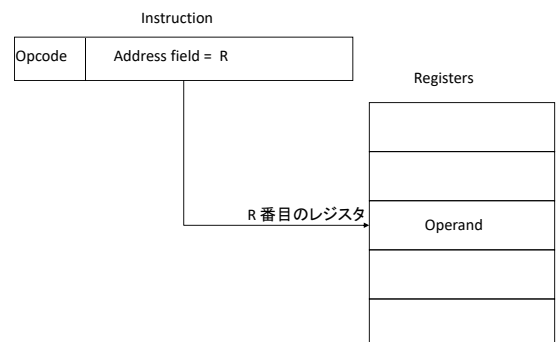 Instruction
Opcode
Address field = R
Registers
R 番目のレジスタ
Operand